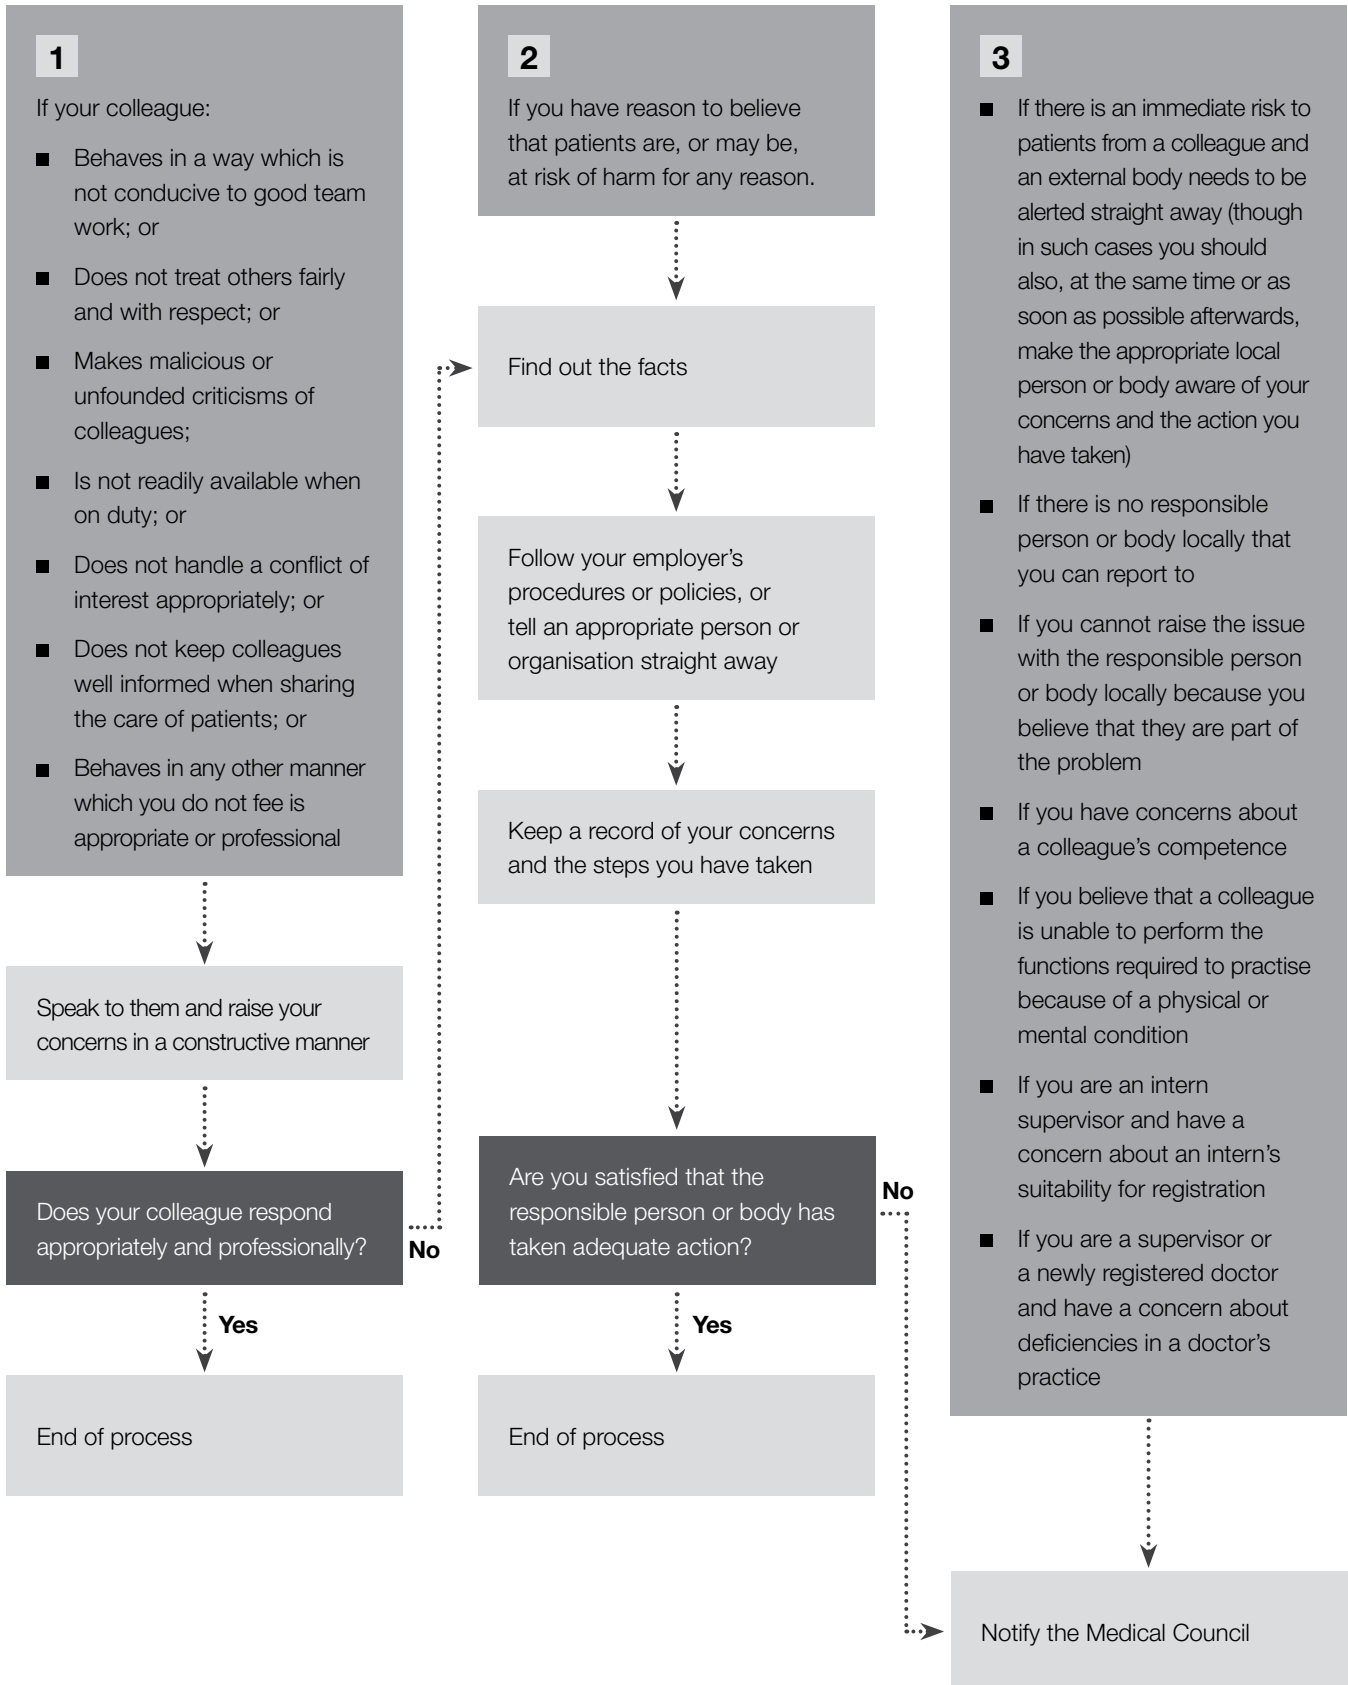 1
If your colleague:
■ Behaves in a way which is
not conducive to good team
work; or
■ Does not treat others fairly
and with respect; or
■ Makes malicious or
unfounded criticisms of
colleagues;
■ Is not readily available when
on duty; or
■ Does not handle a conflict of
interest appropriately; or
■ Does not keep colleagues
well informed when sharing
the care of patients; or
■ Behaves in any other manner
which you do not fee is
appropriate or professional
Speak to them and raise your
concerns in a constructive manner
Does your colleague respond
appropriately and professionally?
No
Yes
End of process
2
If you have reason to believe
that patients are, or may be,
at risk of harm for any reason.
Find out the facts
Follow your employer’s
procedures or policies, or
tell an appropriate person or
organisation straight away
Keep a record of your concerns
and the steps you have taken
Are you satisfied that the
responsible person or body has
taken adequate action?
No
Yes
End of process
3
■ If there is an immediate risk to
patients from a colleague and
an external body needs to be
alerted straight away (though
in such cases you should
also, at the same time or as
soon as possible afterwards,
make the appropriate local
person or body aware of your
concerns and the action you
have taken)
■ If there is no responsible
person or body locally that
you can report to
■ If you cannot raise the issue
with the responsible person
or body locally because you
believe that they are part of
the problem
■ If you have concerns about
a colleague’s competence
■ If you believe that a colleague
is unable to perform the
functions required to practise
because of a physical or
mental condition
■ If you are an intern
supervisor and have a
concern about an intern’s
suitability for registration
■ If you are a supervisor or
a newly registered doctor
and have a concern about
deficiencies in a doctor’s
practice
Notify the Medical Council